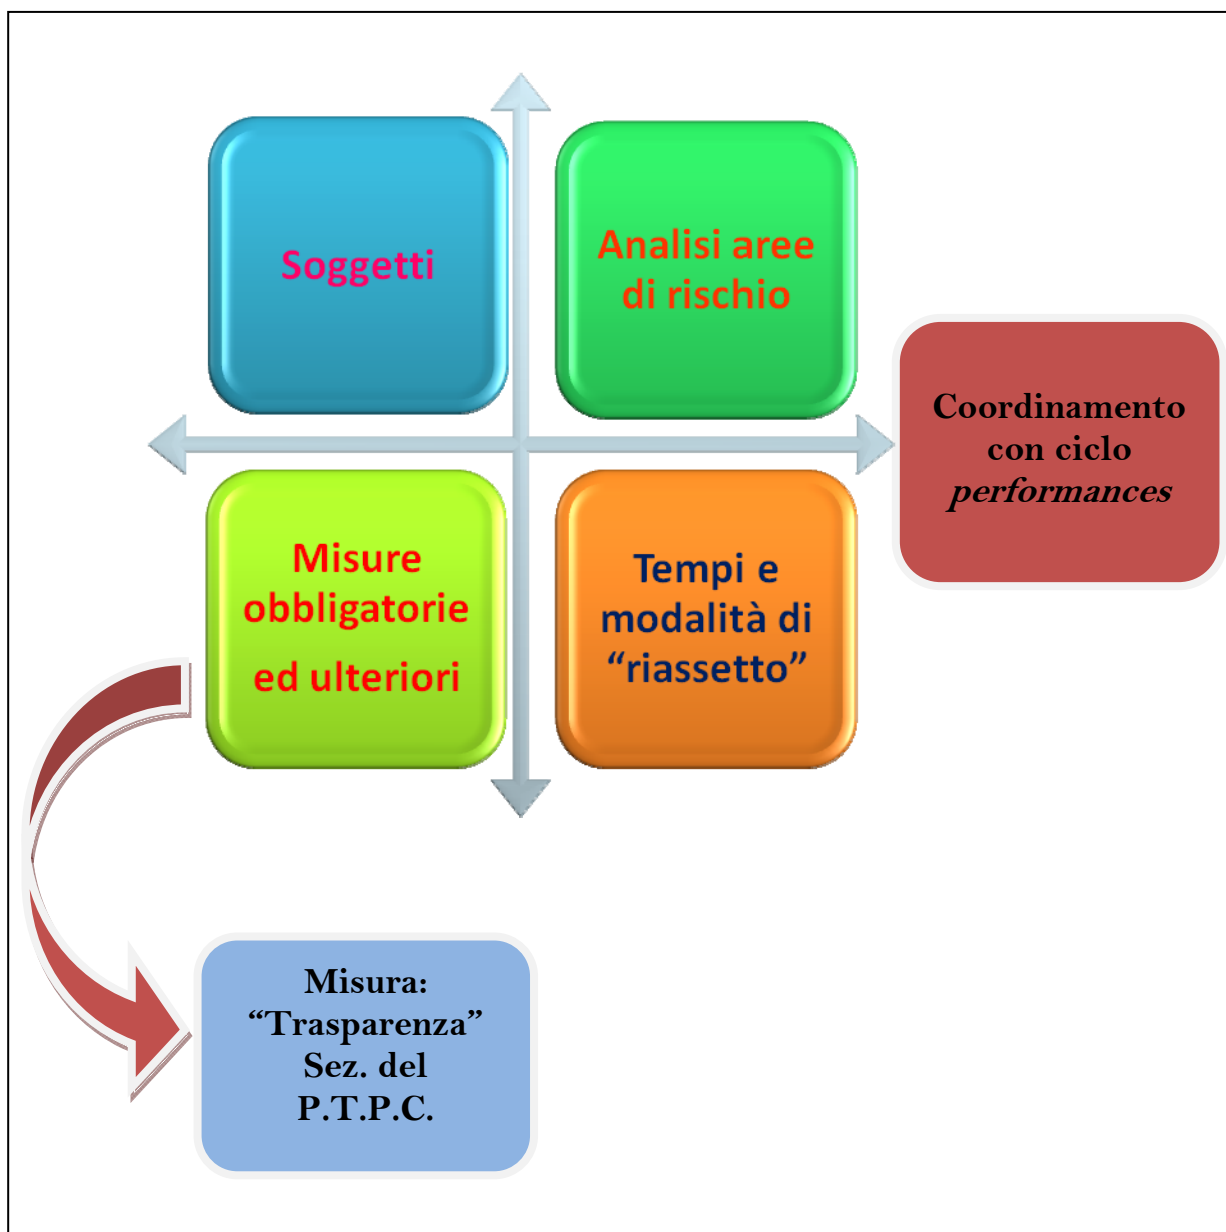 Soggetti
Analisi aree
di rischio
Coordinamento
con ciclo
performances
Misure
obbligatorie
ed ulteriori
Tempi e
modalità di
“riassetto”
Misura:
“Trasparenza”
Sez. del
P.T.P.C.